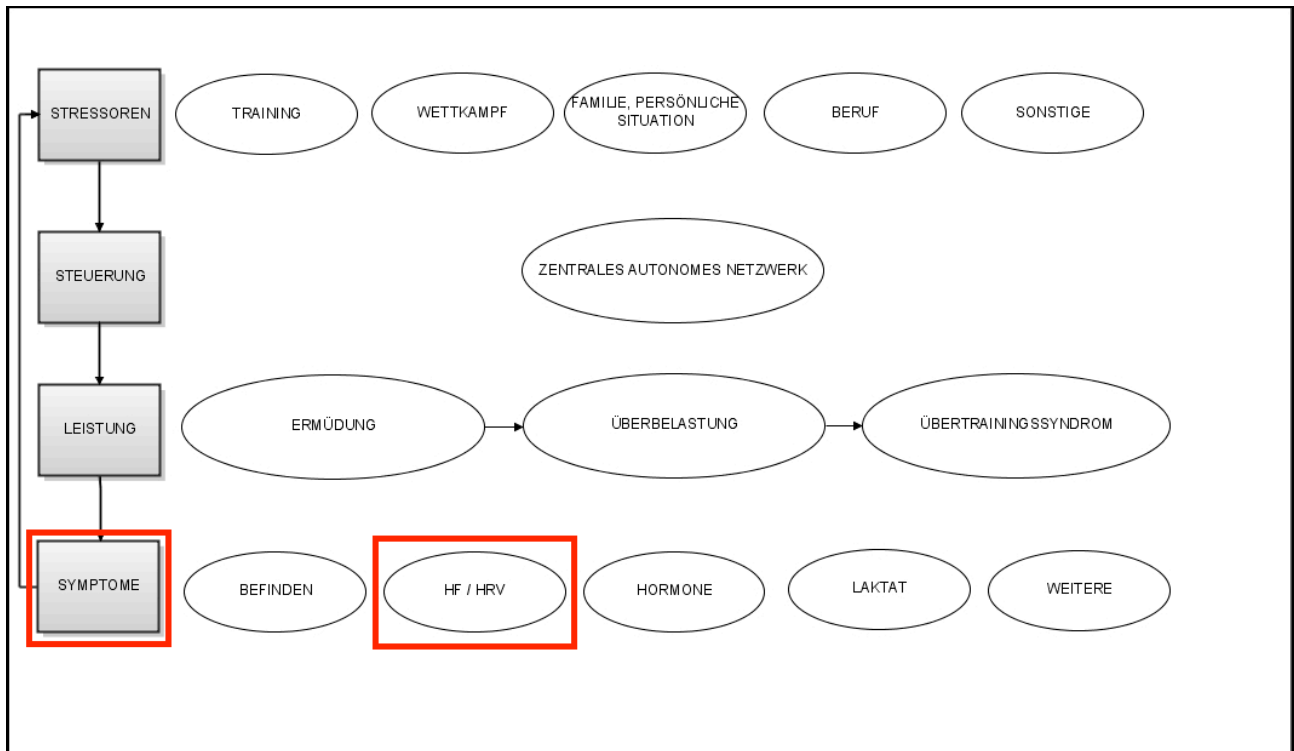 STRESSOREN
TRAINING
WETTKAMPF
FAMILIE, PERSÖNLICHE
SITUATION
BERUF
SONSTIGE
STEUERUNG
ZENTRALES AUTONOMES NETZWERK
LEISTUNG
ERMÜDUNG
ÜBERBELASTUNG
ÜBERTRAININGSSYNDROM
SYMPTOME
BEFINDEN
HF / HRV
HORMONE
LAKTAT
WEITERE